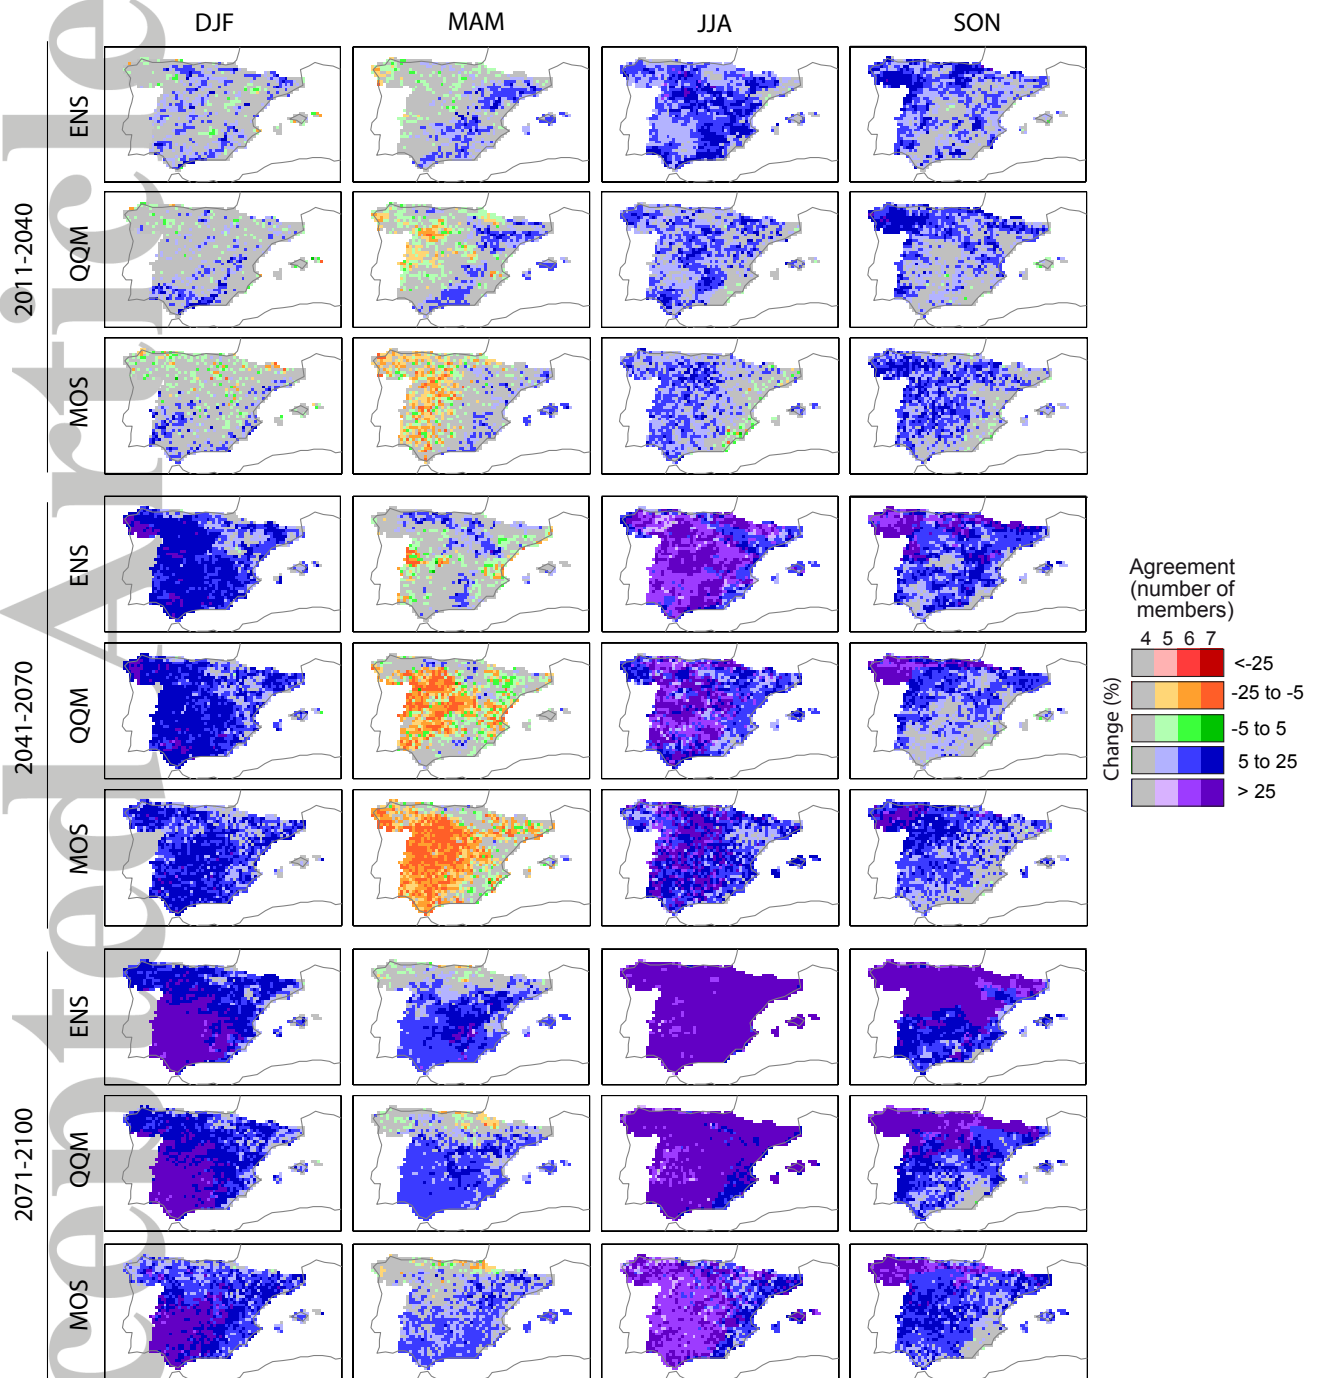 DJF MAM JJA SON
2011-2040
ENS
QQM
MOS
2041-2070
ENS
QQM
MOS
2071-2100
ENS
QQM
MOS
Agreement
(number of
members)
4 5 6 7
Change (%)
<-25
-25 to -5
-5 to 5
5 to 25
> 25
cepted Article